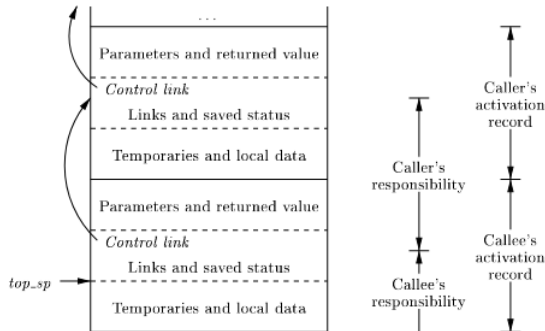 ...
Parameters and returned value
Control link
Links and saved status
Temporaries and local data
Parameters and returned value
Control link
Links and saved status
top_sp
Temporaries and local data
Caller's
responsibility
Callee's
responsibility
Caller's
activation
record
Callee's
activation
record